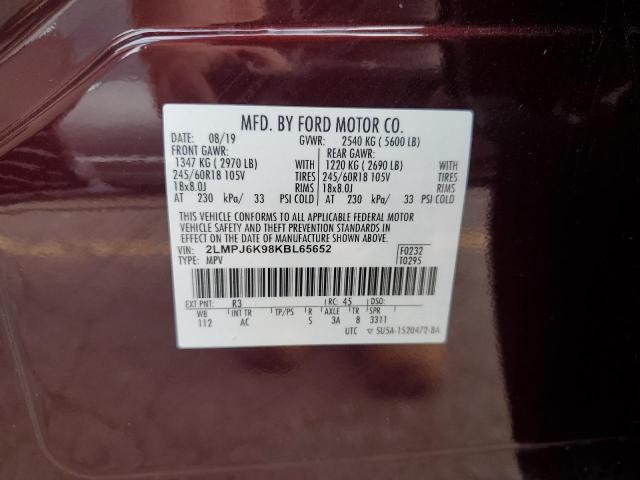 MFD. BY FORD MOTOR CO.
DATE: 08/19 GVWR: 2540 KG ( 5600 LB)
FRONT GAWR: REAR GAWR:
1347 KG ( 2970 LB) 1220 KG ( 2690 LB)
245/60R18 105V TIRES 245/60R18 105V TIRES
18x8.0J RIMS 18x8.0J RIMS
AT 230 kPa/ 33 PSI COLD AT 230 kPa/ 33 PSI COLD
THIS VEHICLE CONFORMS TO ALL APPLICABLE FEDERAL MOTOR
VEHICLE SAFETY AND THEFT PREVENTION STANDARDS IN
EFFECT ON THE DATE OF MANUFACTURE SHOWN ABOVE.
VIN: 2LMPJ6K98KBL65652 F0232
TYPE: MPV T0295
EXT PNT: R3 RC: 45 DSO:
WB INT TR TP/PS R AXLE TR SPR
112 AC S 3A 8 3311
UTC 5U5A-1520472-BA